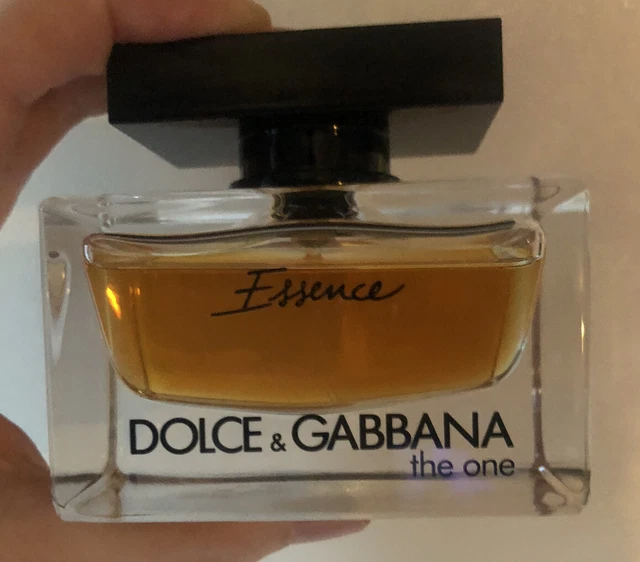 Essence
DOLCE & GABBANA
the one